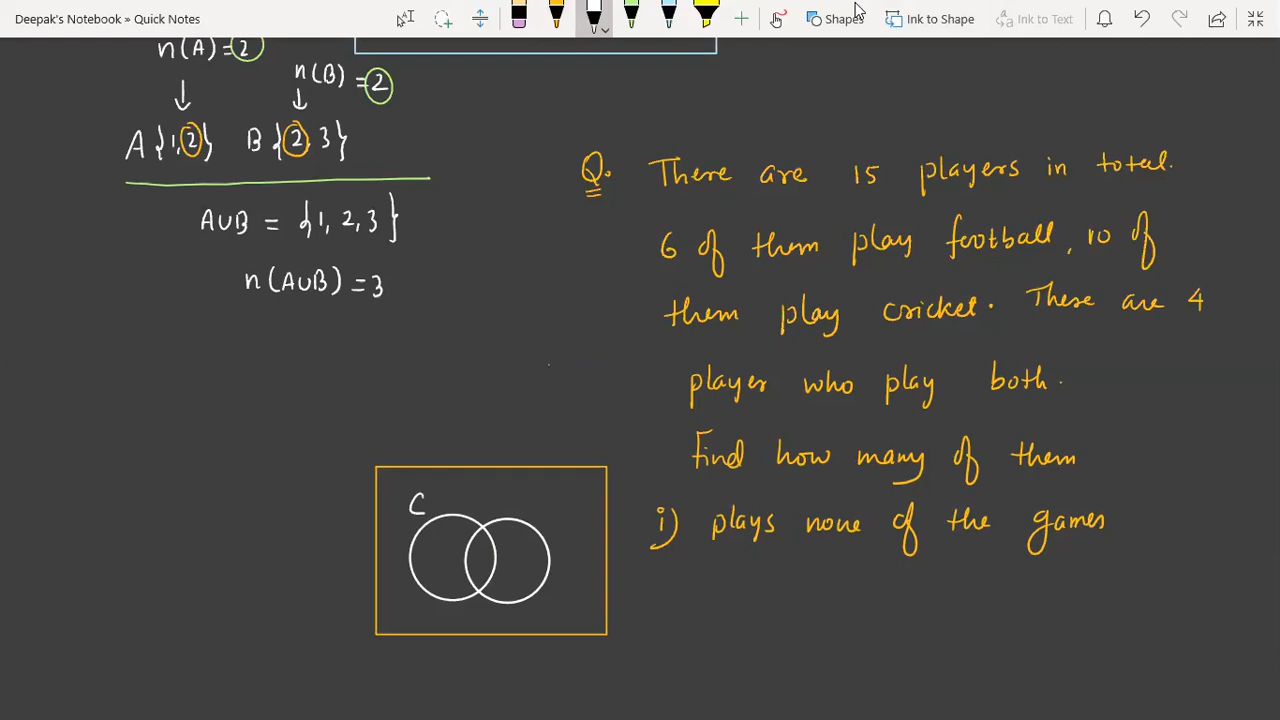 Deepak's Notebook » Quick Notes
Shapes
Ink to Shape
Ink to Text
n(A)=2
n(B)=2
A{1,2} B{2,3}
AUB = {1, 2, 3}
n(AUB) = 3
Q. There are 15 players in total.
6 of them play football, 10 of
them play cricket. These are 4
player who play both.
Find how many of them
i) plays none of the games
C